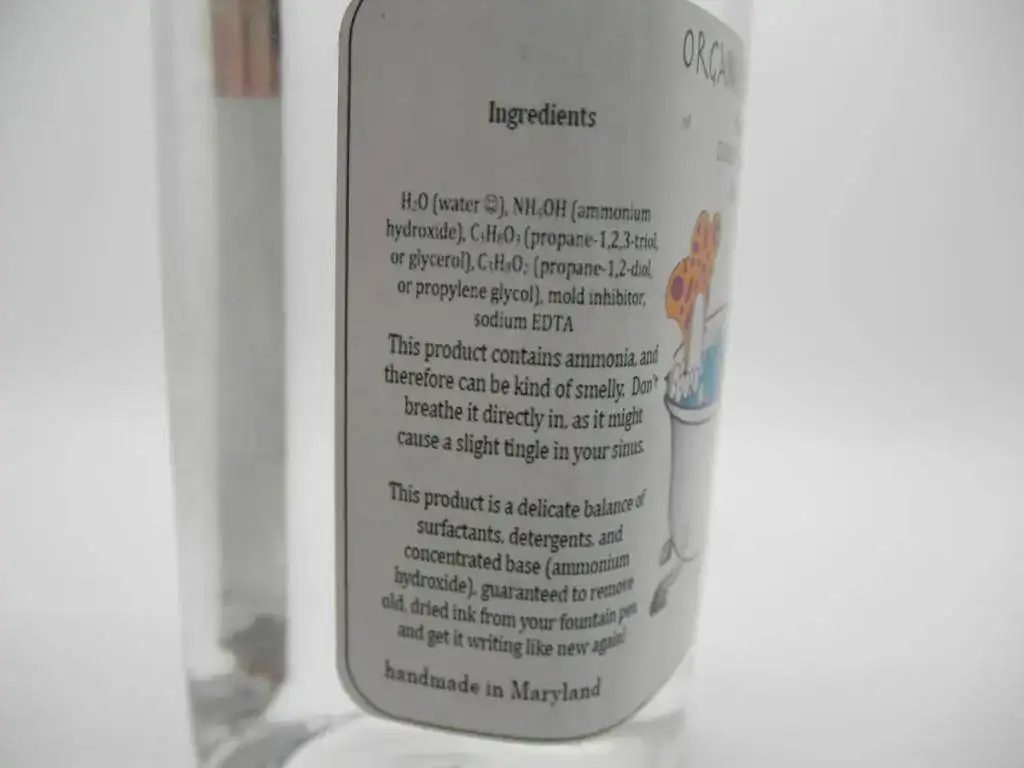 Ingredients
H₂O (water ☺), NH₄OH (ammonium
hydroxide), C₃H₈O₃ (propane-1,2,3-triol,
or glycerol), C₃H₈O₂ (propane-1,2-diol,
or propylene glycol), mold inhibitor,
sodium EDTA
This product contains ammonia, and
therefore can be kind of smelly. Don't
breathe it directly in, as it might
cause a slight tingle in your sinus.
This product is a delicate balance of
surfactants, detergents, and
concentrated base (ammonium
hydroxide), guaranteed to remove
old, dried ink from your fountain pen
and get it writing like new again!
handmade in Maryland